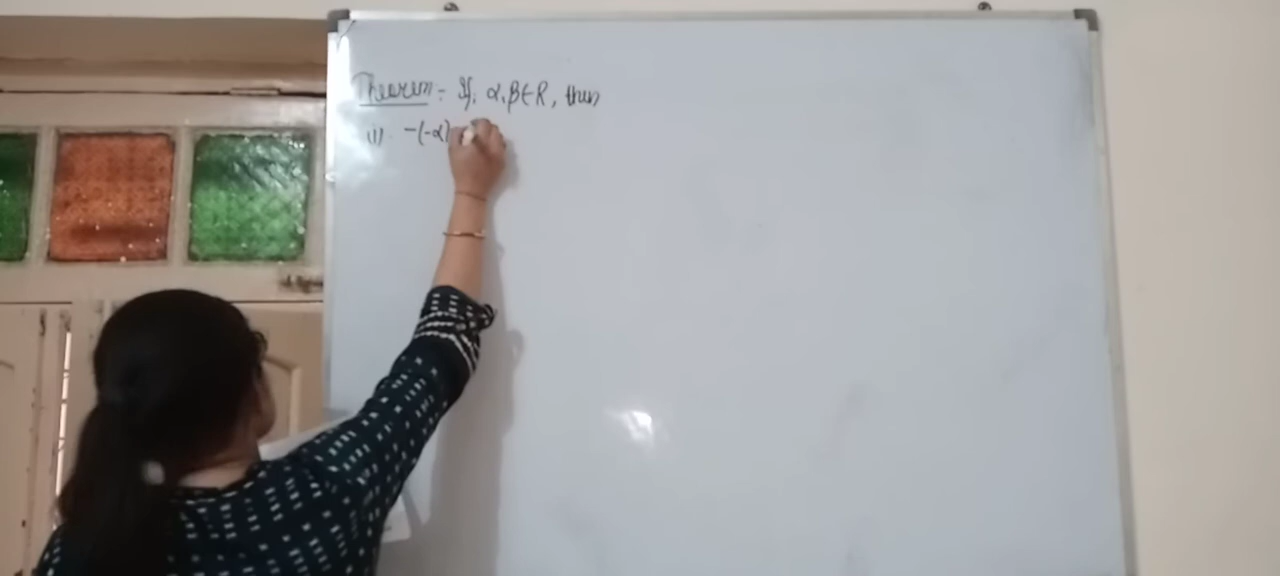 Theorem:- If, α, β ∈ R, then
(i) -(-α)